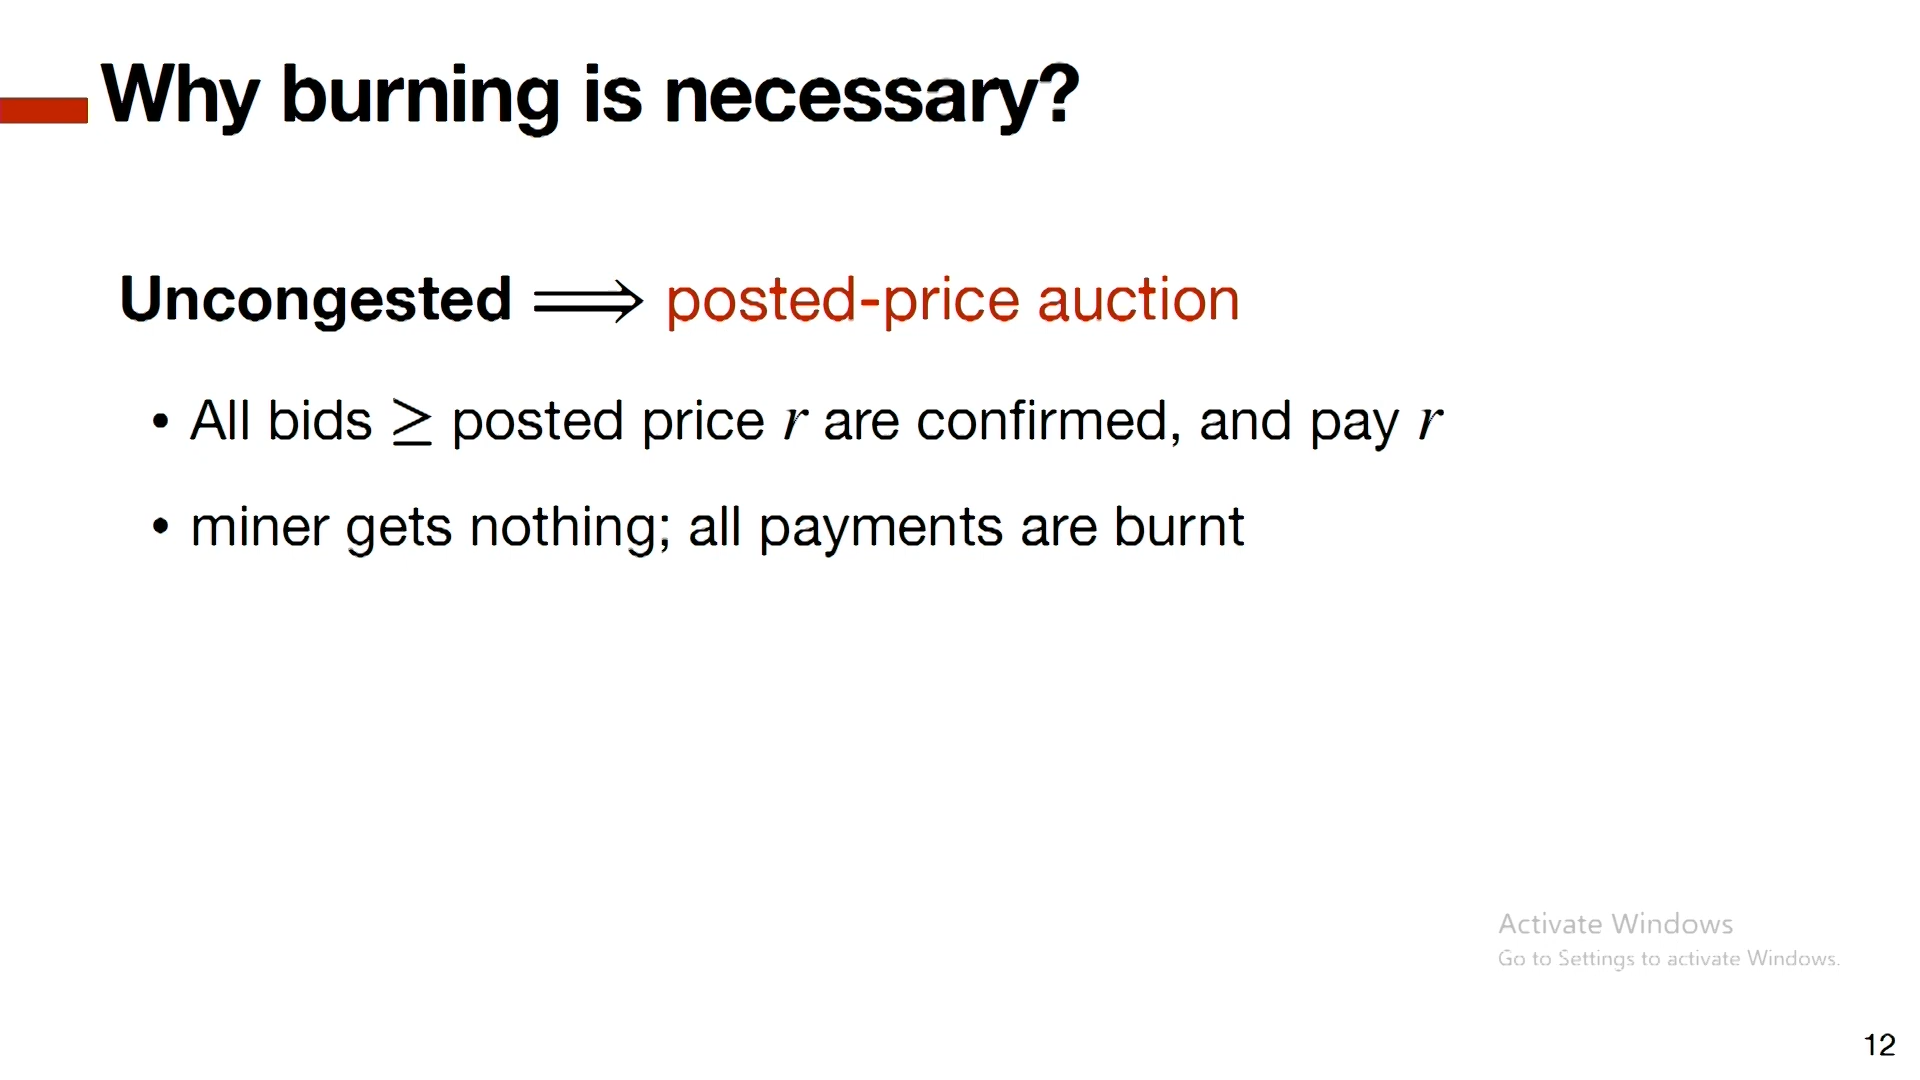 Why burning is necessary?
Uncongested ⟹ posted-price auction
• All bids ≥ posted price r are confirmed, and pay r
• miner gets nothing; all payments are burnt
Activate Windows
Go to Settings to activate Windows.
12